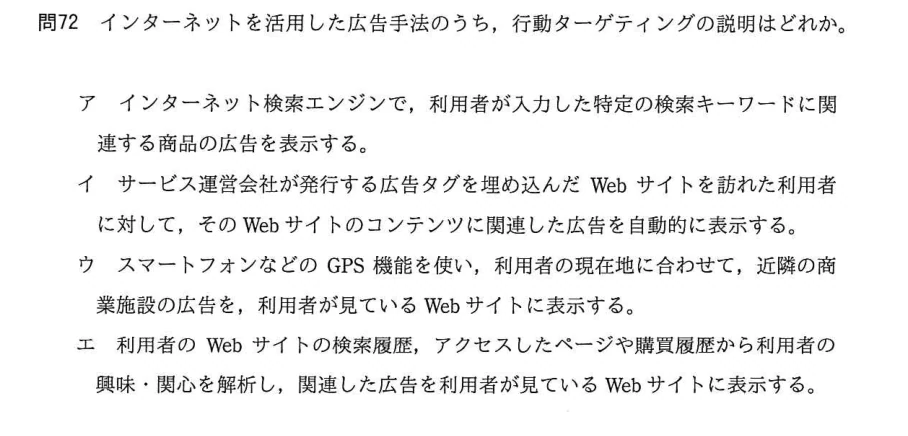 問72 インターネットを活用した広告手法のうち，行動ターゲティングの説明はどれか。
ア インターネット検索エンジンで，利用者が入力した特定の検索キーワードに関
連する商品の広告を表示する。
イ サービス運営会社が発行する広告タグを埋め込んだ Web サイトを訪れた利用者
に対して，その Web サイトのコンテンツに関連した広告を自動的に表示する。
ウ スマートフォンなどの GPS 機能を使い，利用者の現在地に合わせて，近隣の商
業施設の広告を，利用者が見ている Web サイトに表示する。
エ 利用者の Web サイトの検索履歴，アクセスしたページや購買履歴から利用者の
興味・関心を解析し，関連した広告を利用者が見ている Web サイトに表示する。